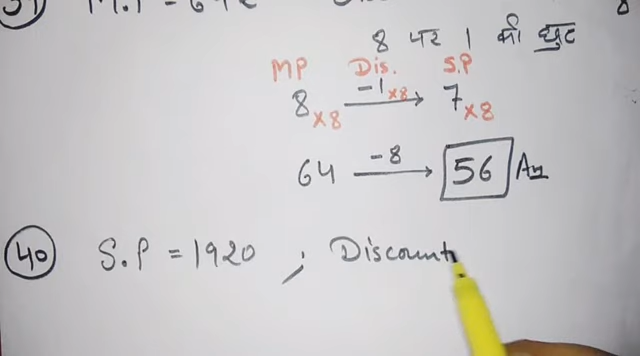 8 पर 1 की छूट
MP Dis. S.P
8 ×8 -1 ×8 7 ×8
64 -8 56 Ans
40 S.P = 1920 ; Discount